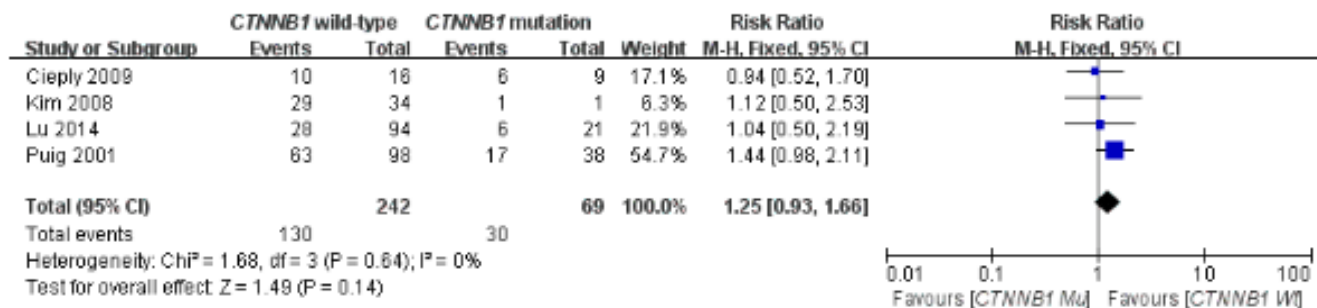 CTNNB1 wild-type CTNNB1 mutation Risk Ratio Risk Ratio
Study or Subgroup Events Total Events Total Weight M-H, Fixed, 95% CI M-H, Fixed, 95% CI
Cieply 2009 10 16 6 9 17.1% 0.94 [0.52, 1.70]
Kim 2008 29 34 1 1 6.3% 1.12 [0.50, 2.53]
Lu 2014 28 94 6 21 21.9% 1.04 [0.50, 2.19]
Puig 2001 63 98 17 38 54.7% 1.44 [0.98, 2.11]
Total (95% CI) 242 69 100.0% 1.25 [0.93, 1.66]
Total events 130 30
Heterogeneity: Chi² = 1.68, df = 3 (P = 0.64); I² = 0%
Test for overall effect: Z = 1.49 (P = 0.14)
0.01 0.1 1 10 100
Favours [CTNNB1 Mu] Favours [CTNNB1 Wt]